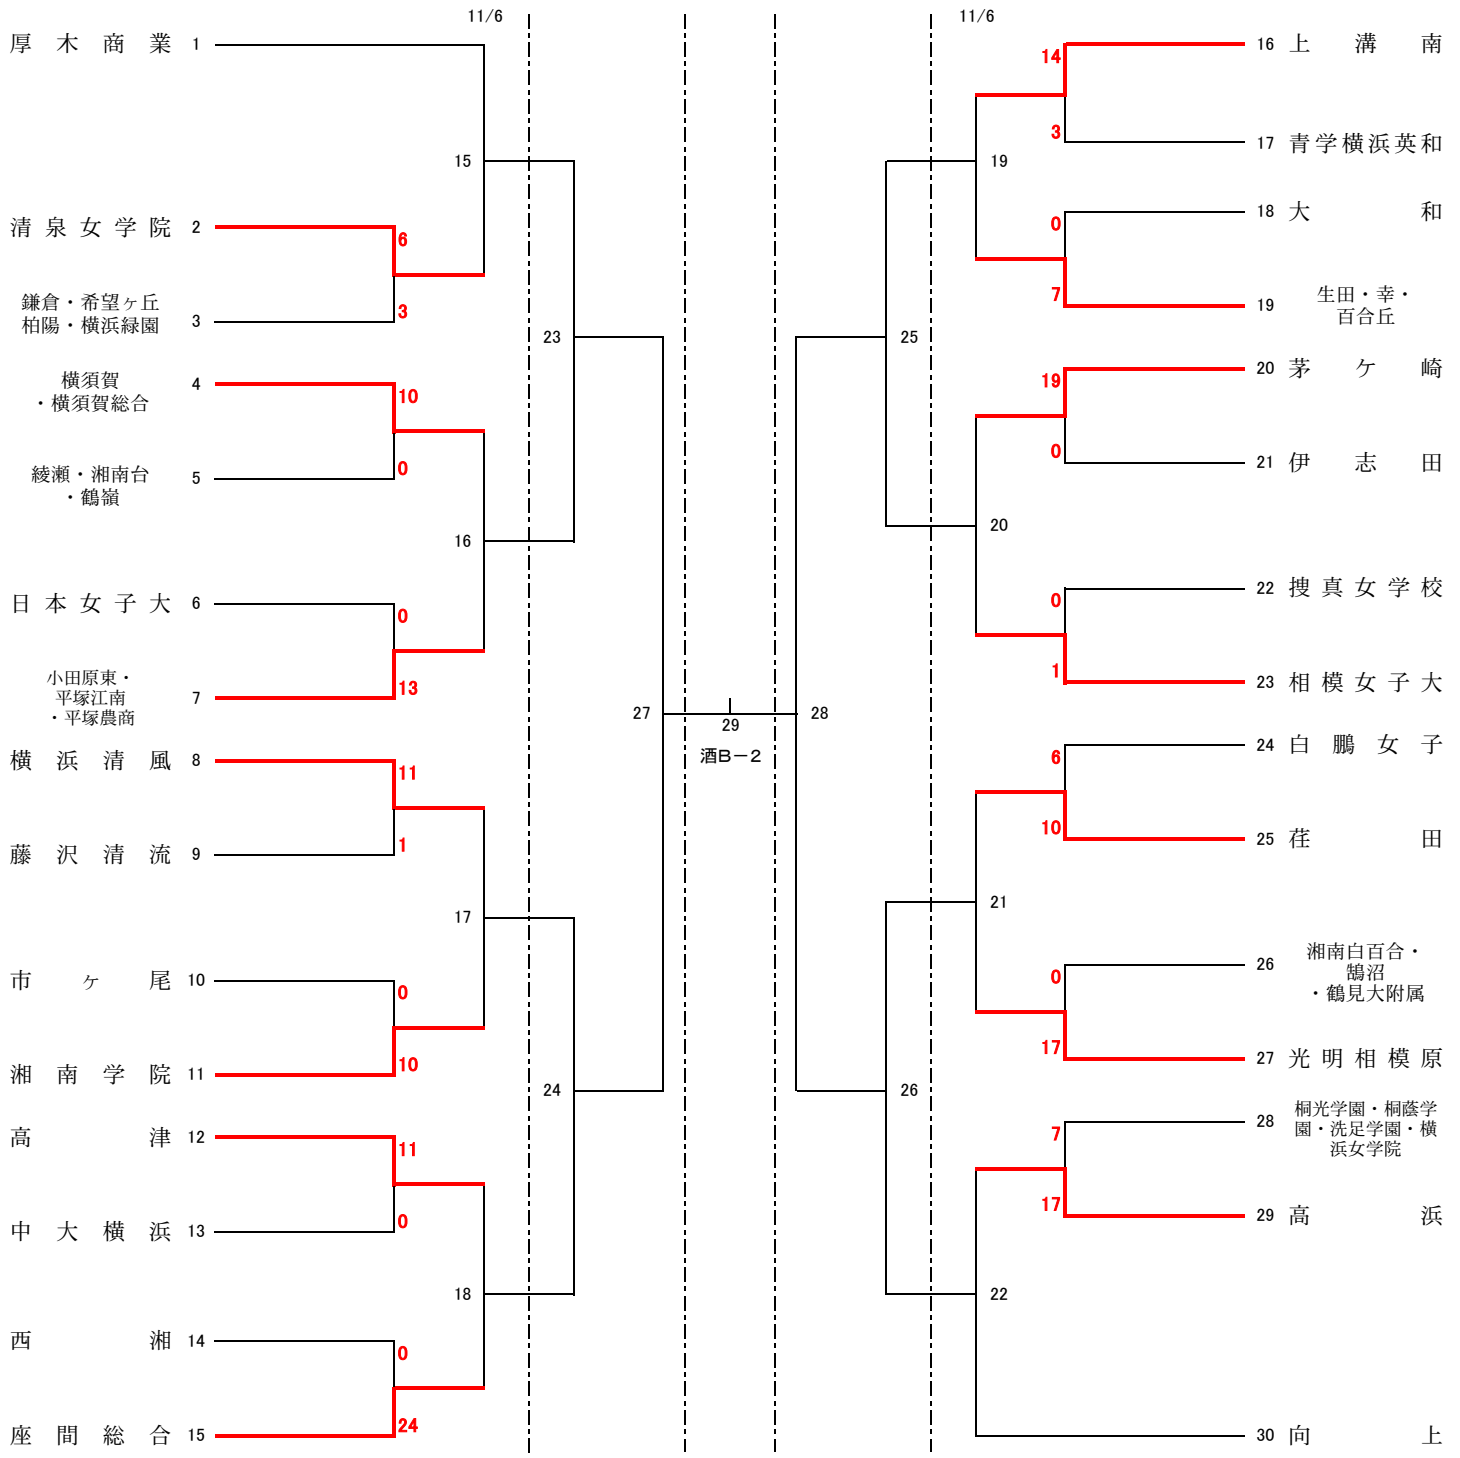 11/6
11/6
厚木商業 1
清泉女学院 2
鎌倉・希望ヶ丘
柏陽・横浜緑園 3
横須賀
・横須賀総合 4
綾瀬・湘南台
・鶴嶺 5
日本女子大 6
小田原東・
平塚江南
・平塚農商 7
横浜清風 8
藤沢清流 9
市ヶ尾 10
湘南学院 11
高津 12
中大横浜 13
西湘 14
座間総合 15
6
3
10
0
0
13
11
1
0
10
11
0
0
24
15
16
17
18
23
24
27
29
酒B－2
28
25
26
19
20
21
22
14
3
0
7
19
0
0
1
6
10
0
17
7
17
16 上溝南
17 青学横浜英和
18 大和
19 生田・幸・
百合丘
20 茅ケ崎
21 伊志田
22 捜真女学校
23 相模女子大
24 白鵬女子
25 荏田
26 湘南白百合・
鵠沼
・鶴見大附属
27 光明相模原
28 桐光学園・桐蔭学
園・洗足学園・横
浜女学院
29 高浜
30 向上